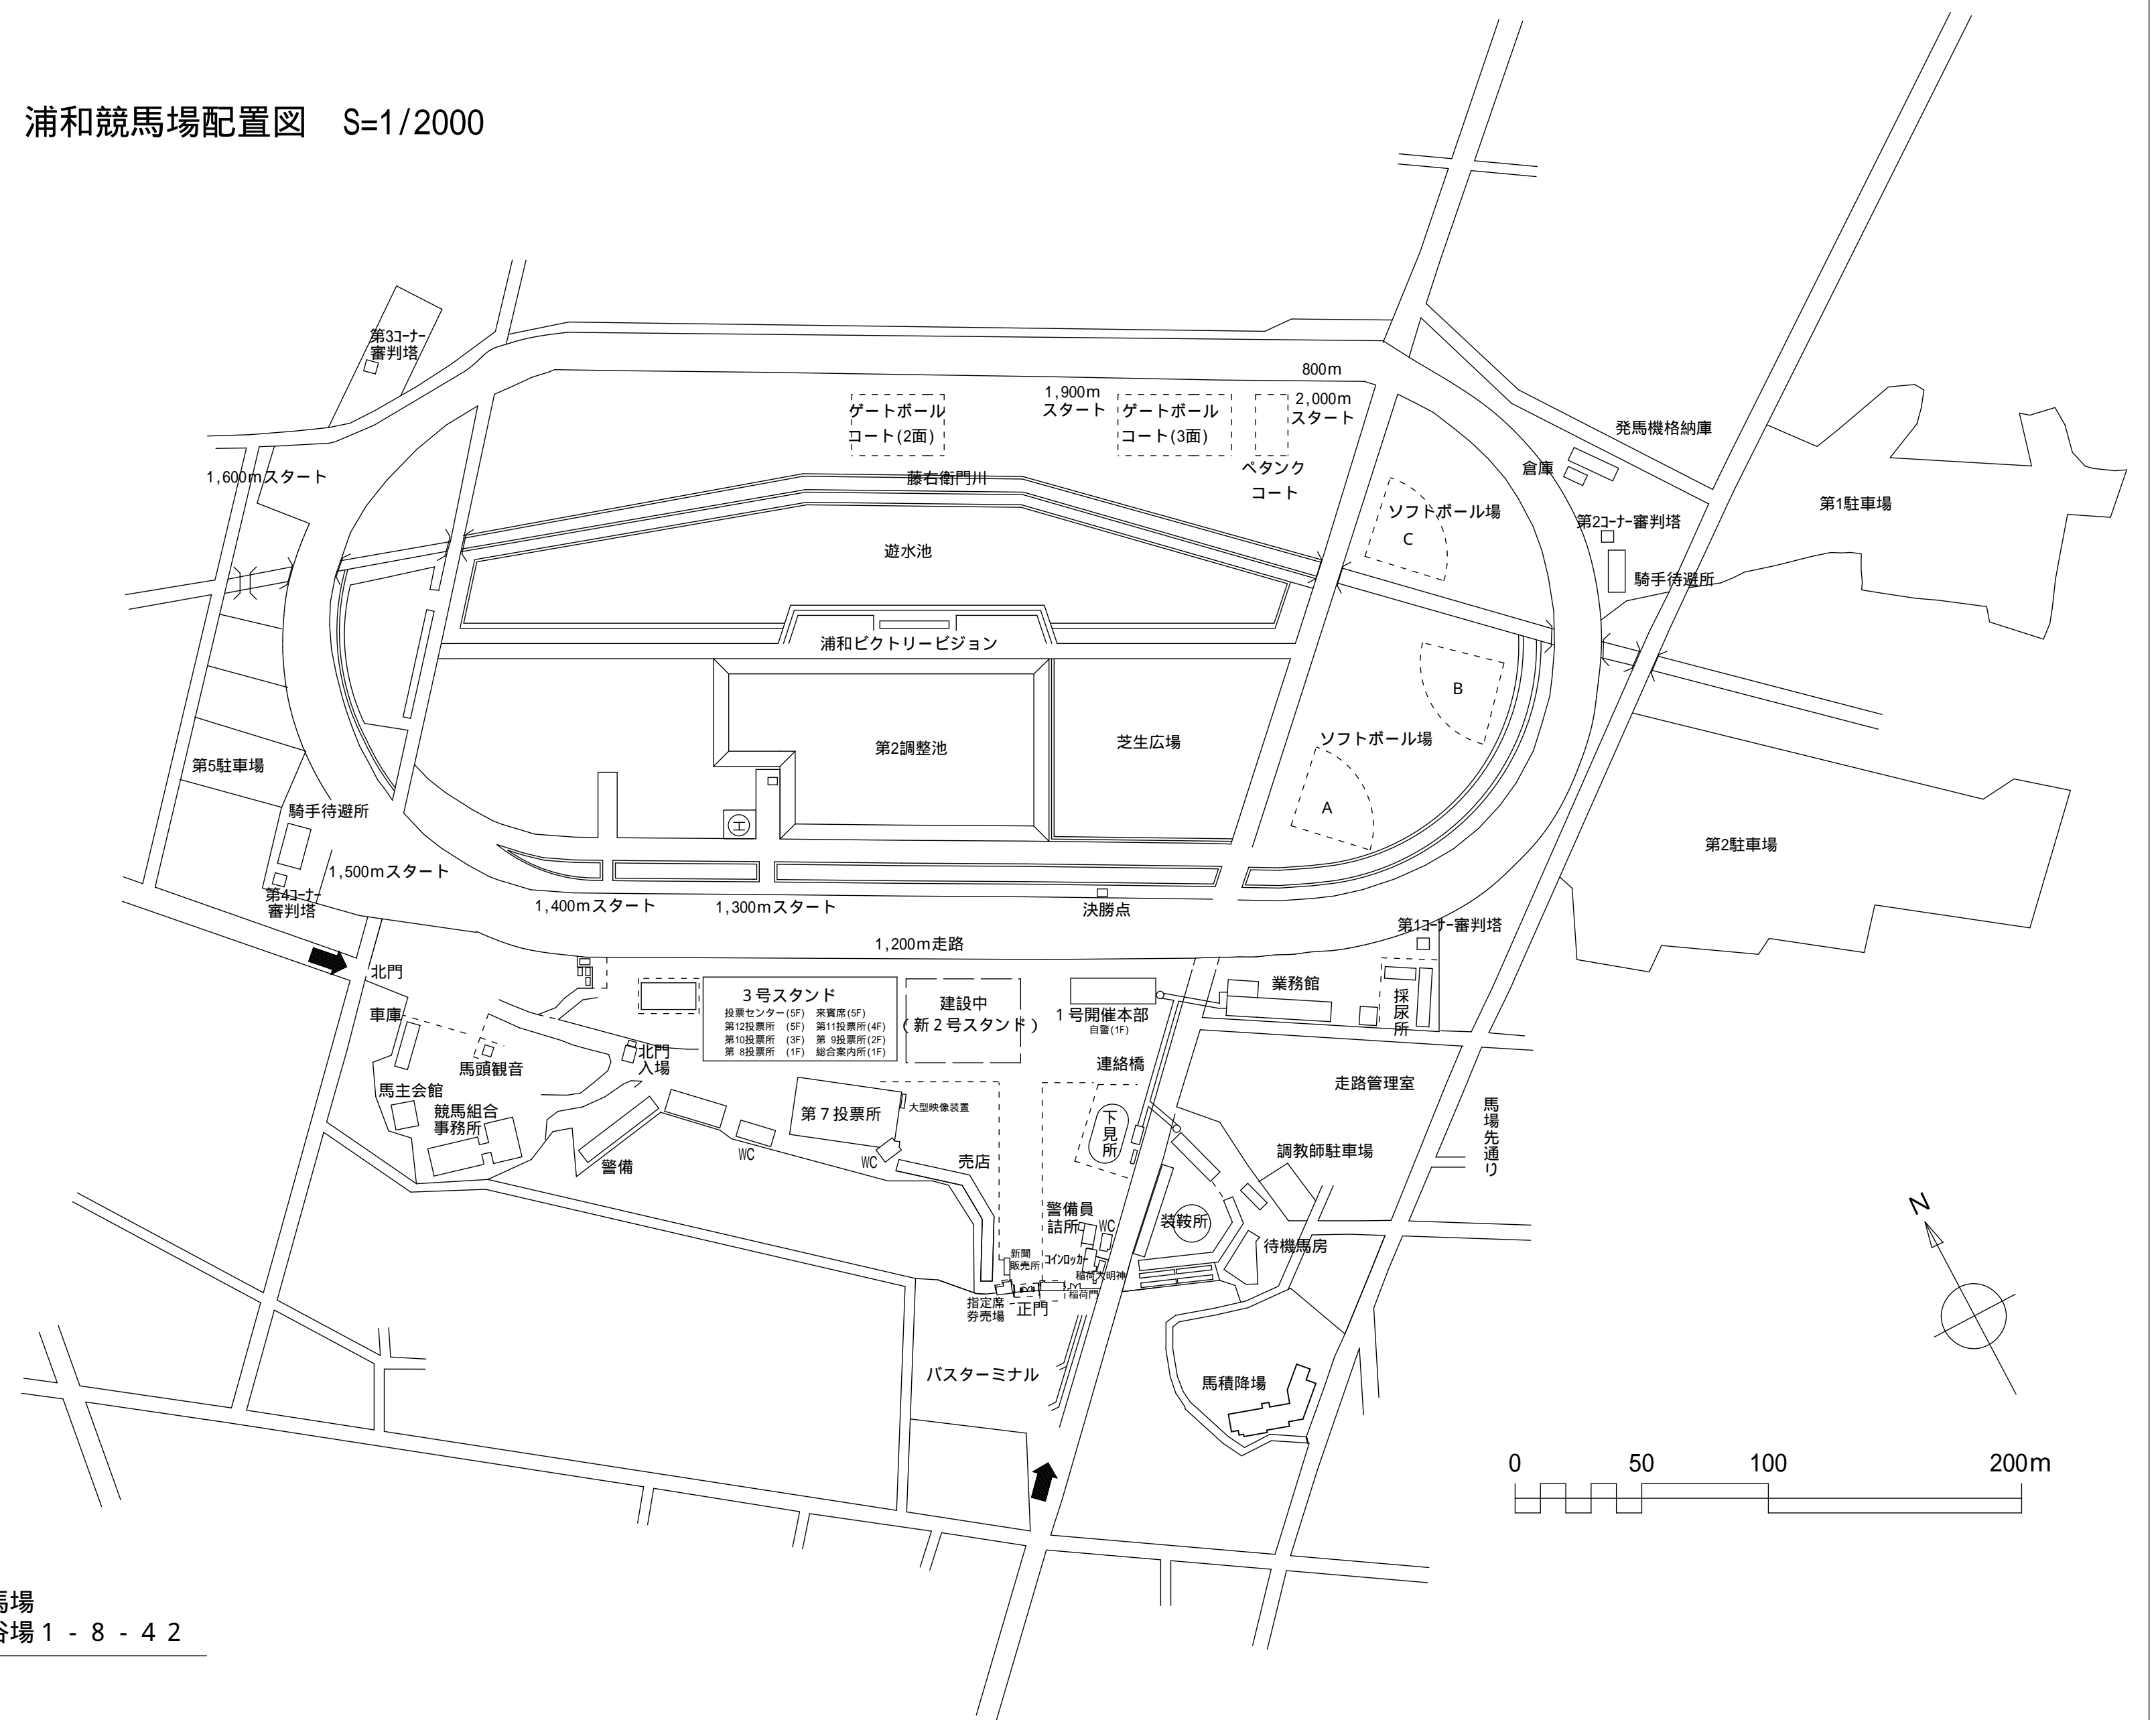 浦和競馬場配置図　S=1/2000
第3ｺｰﾅｰ
審判塔
800m
1,900m
スタート
2,000m
スタート
ゲートボール
コート(2面)
ゲートボール
コート(3面)
ペタンク
コート
発馬機格納庫
倉庫
1,600mスタート
藤右衛門川
ソフトボール場
C
第2ｺｰﾅｰ審判塔
第1駐車場
遊水池
騎手待避所
浦和ビクトリービジョン
B
ソフトボール場
第2調整池
芝生広場
第5駐車場
A
第2駐車場
騎手待避所
エ
1,500mスタート
第4ｺｰﾅｰ
審判塔
1,400mスタート
1,300mスタート
決勝点
第1ｺｰﾅｰ審判塔
1,200m走路
北門
車庫
３号スタンド
投票センター(5F)　来賓席(5F)
第12投票所　(5F)　第11投票所(4F)
第10投票所　(3F)　第 9投票所(2F)
第 8投票所　(1F)　総合案内所(1F)
建設中
(新２号スタンド)
１号開催本部
自警(1F)
業務館
採尿所
北門
入場
馬頭観音
連絡橋
走路管理室
馬主会館
競馬組合
事務所
第７投票所
大型映像装置
下見所
馬場先通り
警備
WC
WC
売店
調教師駐車場
警備員
詰所
WC
装鞍所
待機馬房
新聞
販売所
ｺｲﾝﾛｯｶｰ
稲荷大明神
稲荷門
指定席
券売場
正門
バスターミナル
馬積降場
N
0
50
100
200m
馬場
谷場１-８-４２